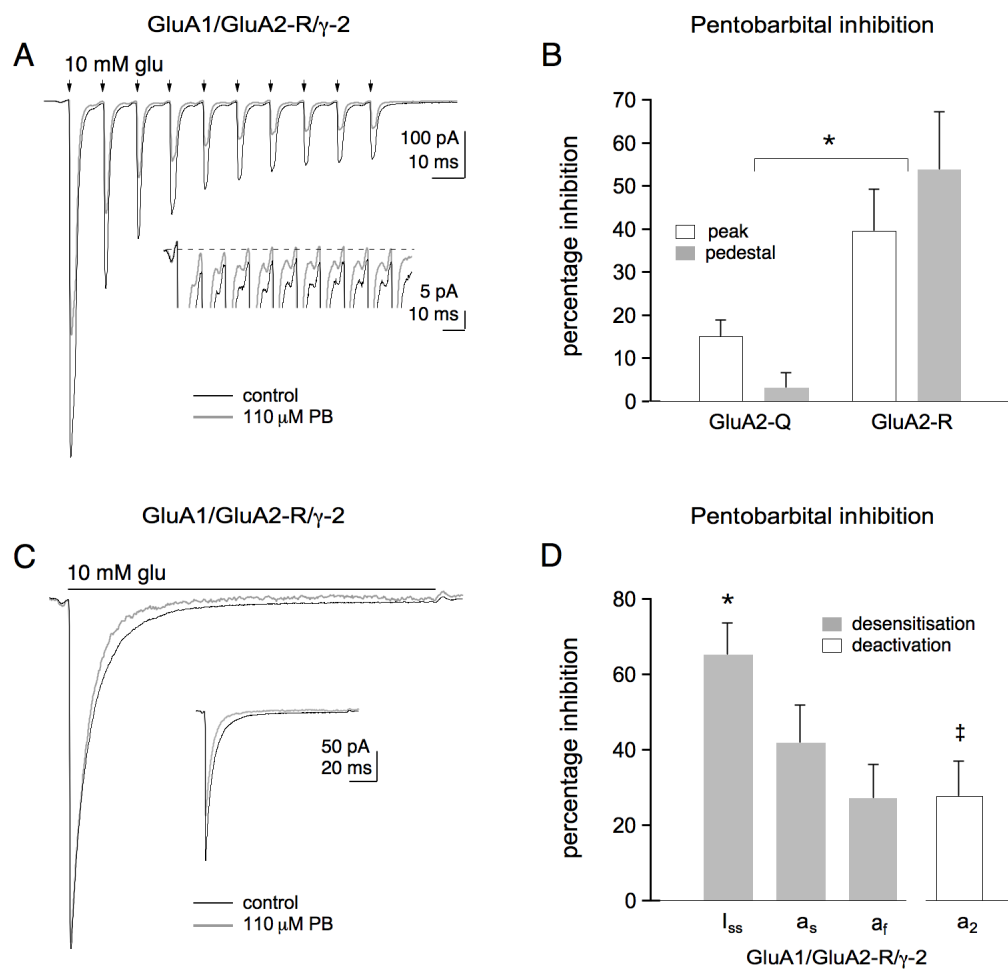 GluA1/GluA2-R/γ-2
A
10 mM glu
100 pA
10 ms
5 pA
10 ms
control
110 μM PB
Pentobarbital inhibition
B
percentage inhibition
70
60
50
40
30
20
10
0
*
peak
pedestal
GluA2-Q
GluA2-R
GluA1/GluA2-R/γ-2
C
10 mM glu
50 pA
20 ms
control
110 μM PB
Pentobarbital inhibition
D
percentage inhibition
80
60
40
20
0
*
desensitisation
deactivation
‡
Iss as af a2
GluA1/GluA2-R/γ-2